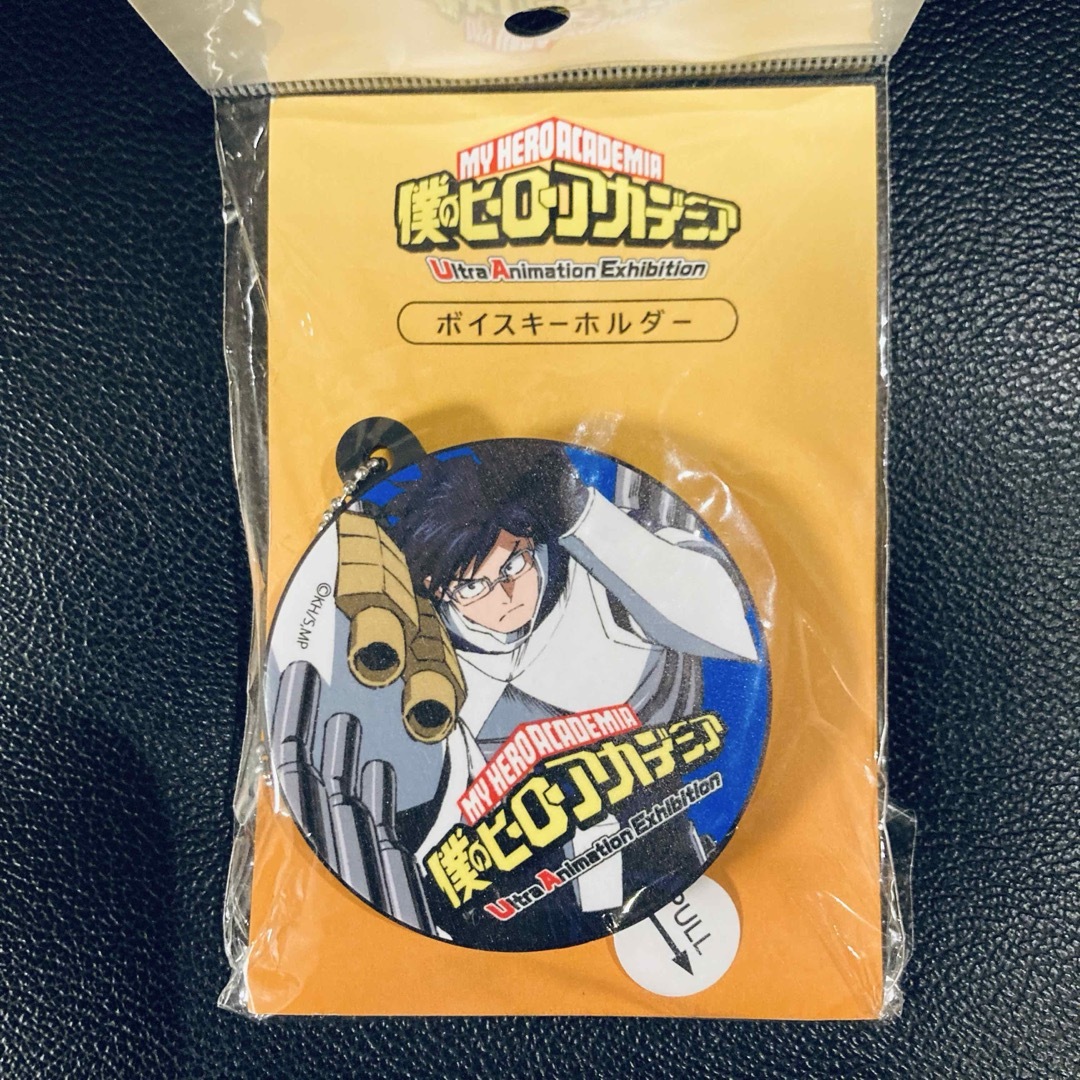 MY HERO ACADEMIA
僕のヒーローアカデミア
Ultra Animation Exhibition
ボイスキーホルダー
©KH/S,MP
MY HERO ACADEMIA
僕のヒーローアカデミア
Ultra Animation Exhibition
PULL